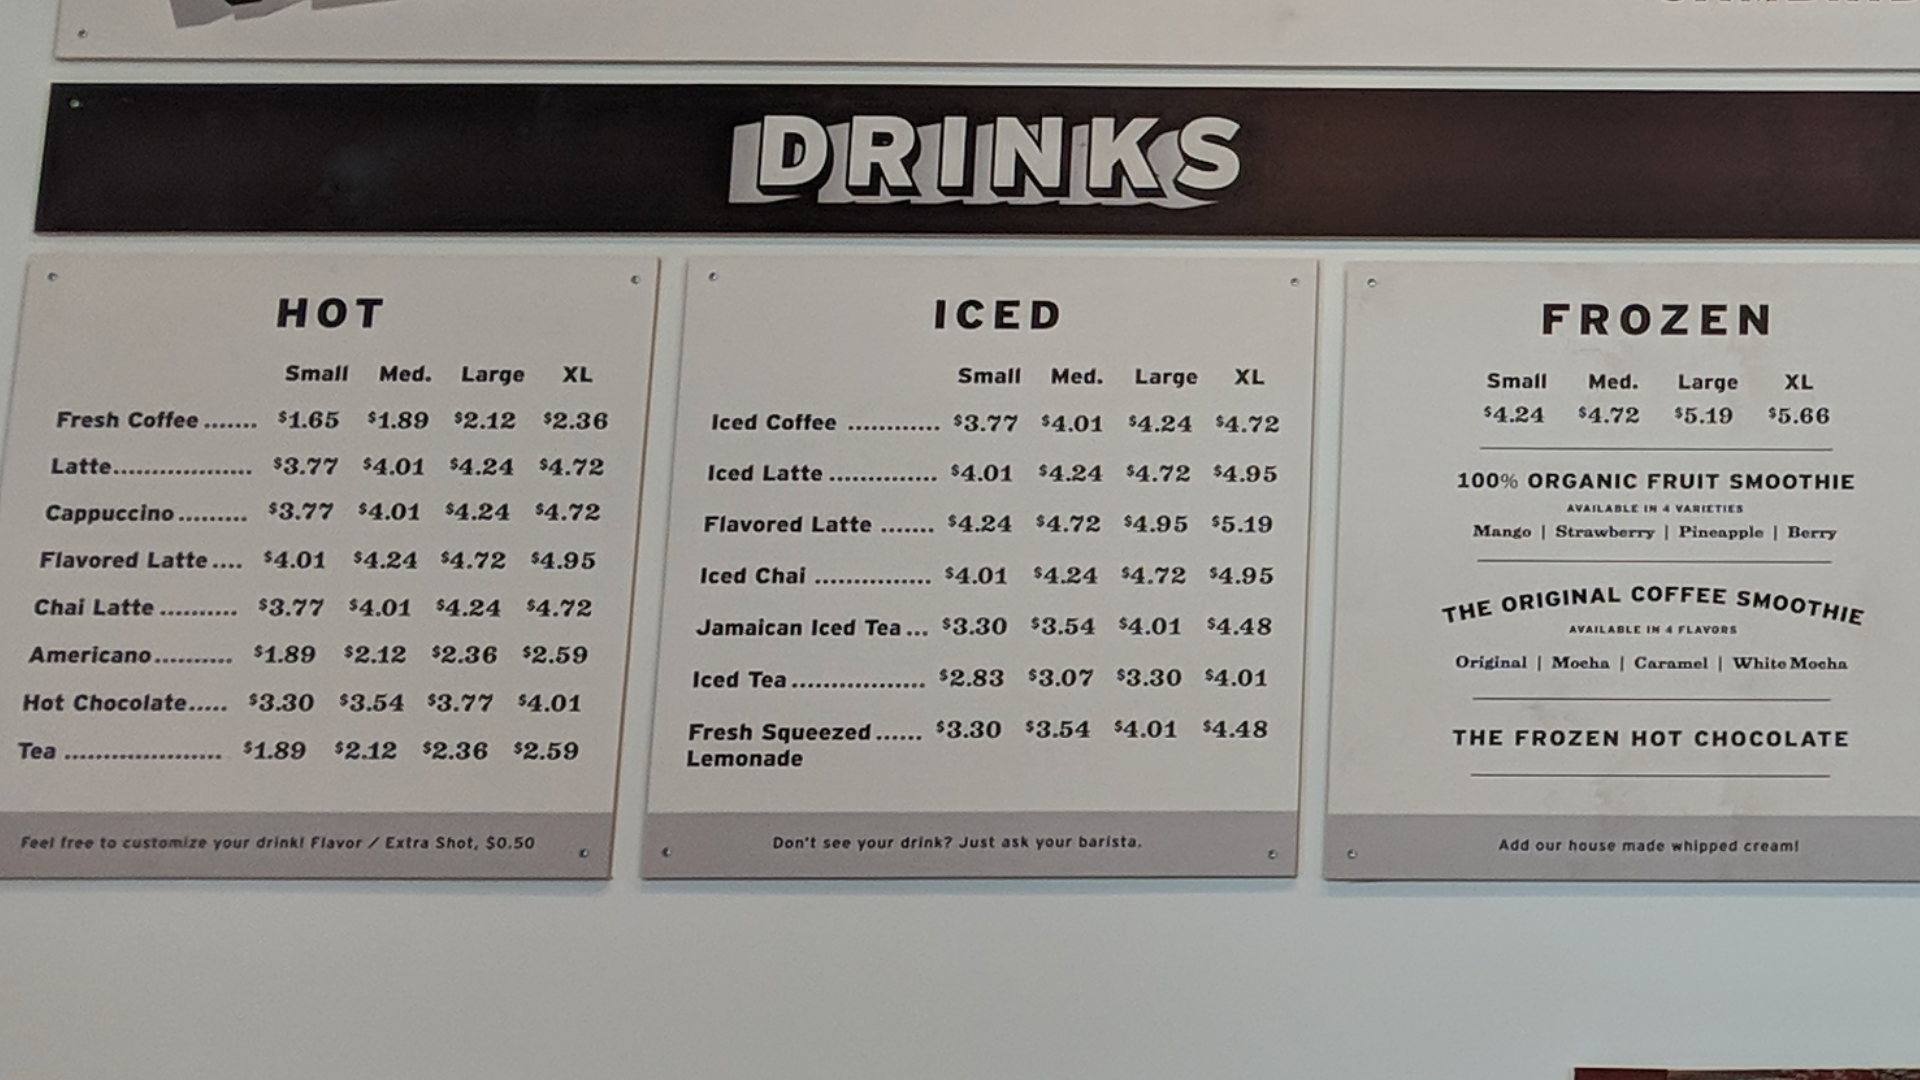 DRINKS
HOT
Small Med. Large XL
Fresh Coffee ....... $1.65 $1.89 $2.12 $2.36
Latte.................. $3.77 $4.01 $4.24 $4.72
Cappuccino ......... $3.77 $4.01 $4.24 $4.72
Flavored Latte .... $4.01 $4.24 $4.72 $4.95
Chai Latte .......... $3.77 $4.01 $4.24 $4.72
Americano.......... $1.89 $2.12 $2.36 $2.59
Hot Chocolate..... $3.30 $3.54 $3.77 $4.01
Tea ..................... $1.89 $2.12 $2.36 $2.59
Feel free to customize your drink! Flavor / Extra Shot, $0.50
ICED
Small Med. Large XL
Iced Coffee ............ $3.77 $4.01 $4.24 $4.72
Iced Latte .............. $4.01 $4.24 $4.72 $4.95
Flavored Latte ....... $4.24 $4.72 $4.95 $5.19
Iced Chai ............... $4.01 $4.24 $4.72 $4.95
Jamaican Iced Tea ... $3.30 $3.54 $4.01 $4.48
Iced Tea ................. $2.83 $3.07 $3.30 $4.01
Fresh Squeezed ...... $3.30 $3.54 $4.01 $4.48
Lemonade
Don't see your drink? Just ask your barista.
FROZEN
Small Med. Large XL
$4.24 $4.72 $5.19 $5.66
100% ORGANIC FRUIT SMOOTHIE
AVAILABLE IN 4 VARIETIES
Mango | Strawberry | Pineapple | Berry
THE ORIGINAL COFFEE SMOOTHIE
AVAILABLE IN 4 FLAVORS
Original | Mocha | Caramel | White Mocha
THE FROZEN HOT CHOCOLATE
Add our house made whipped cream!